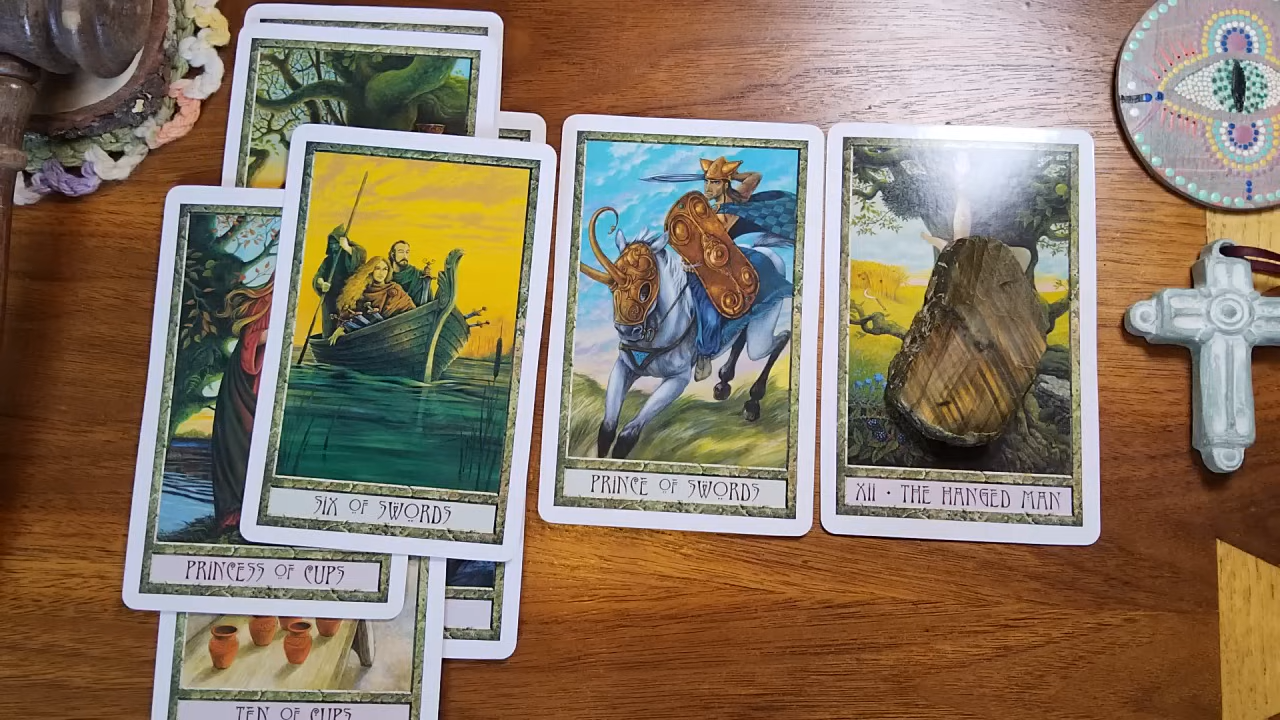 SIX OF SWORDS
PRINCE OF SWORDS
XII • THE HANGED MAN
PRINCESS OF CUPS
TEN OF CUPS